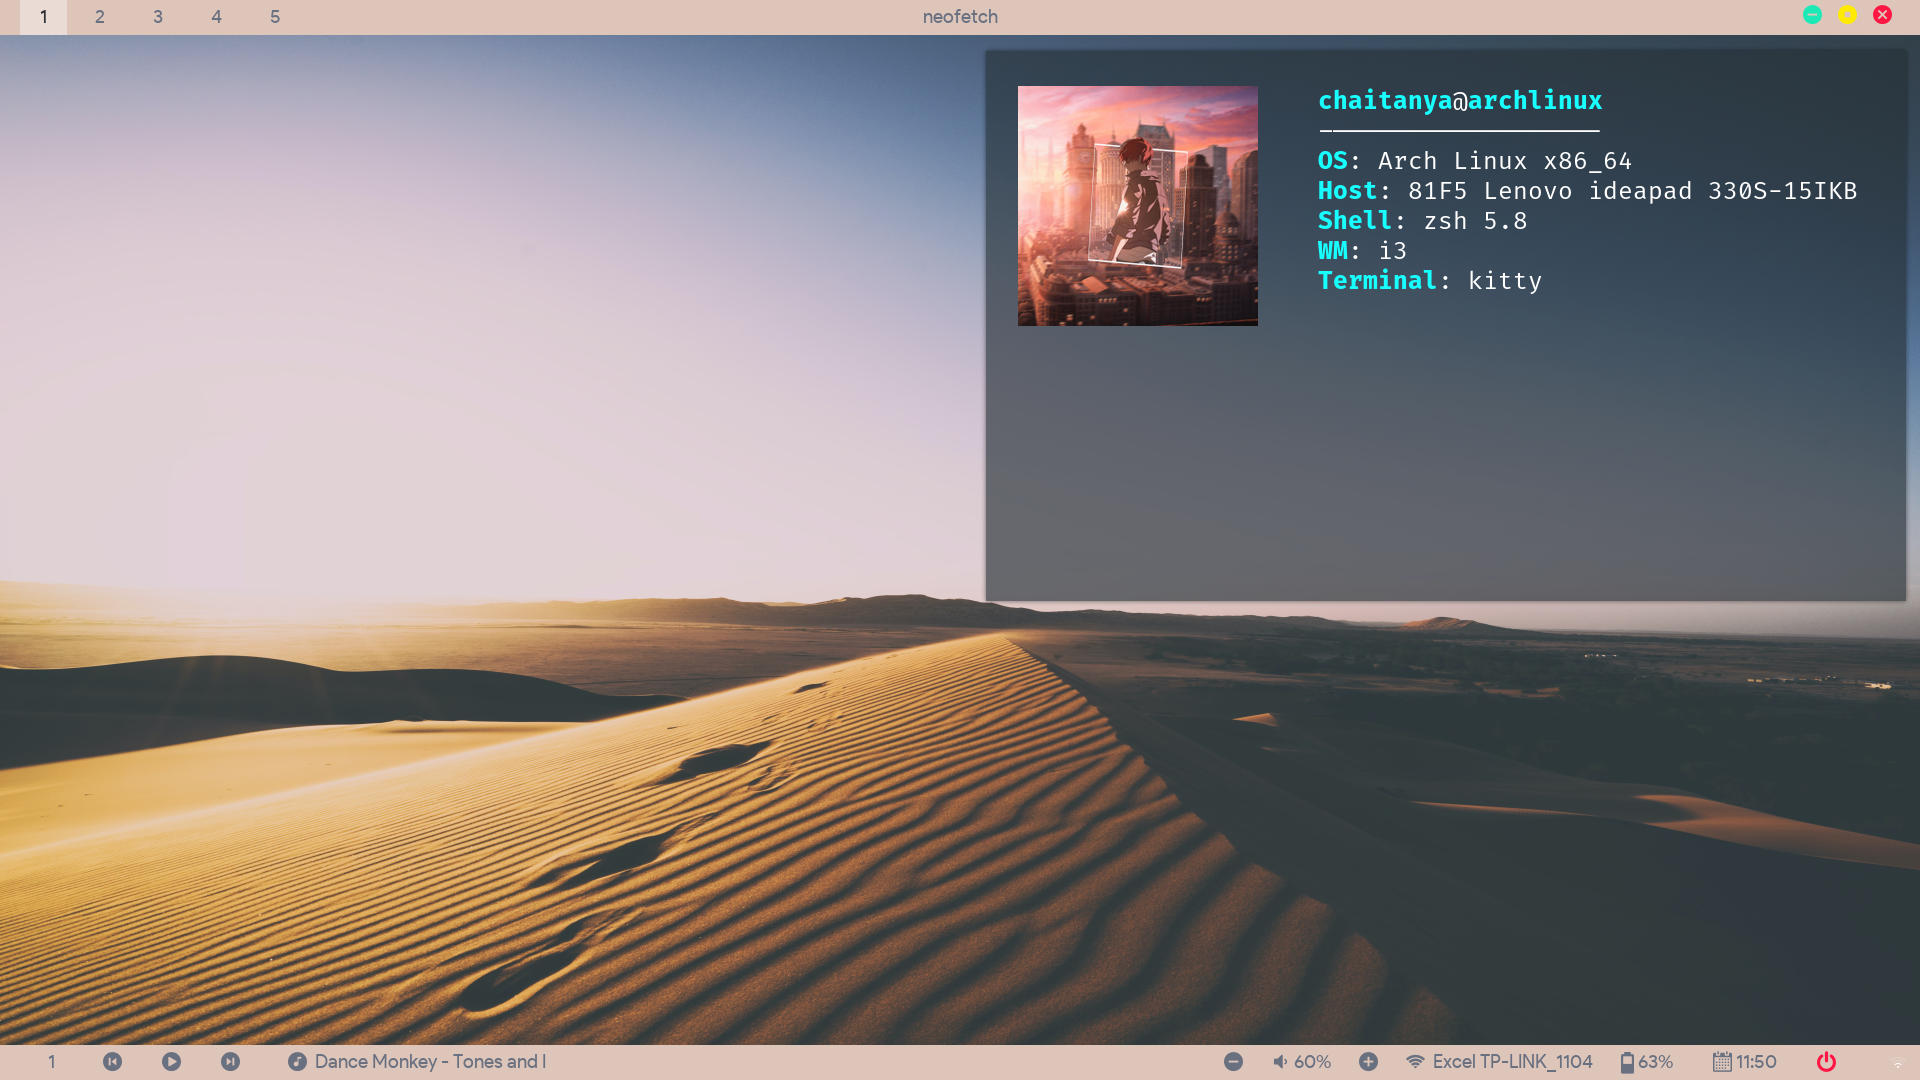 1 2 3 4 5 neofetch
chaitanya@archlinux
OS: Arch Linux x86_64
Host: 81F5 Lenovo ideapad 330S-15IKB
Shell: zsh 5.8
WM: i3
Terminal: kitty
1 Dance Monkey - Tones and I 60% Excel TP-LINK_1104 63% 11:50